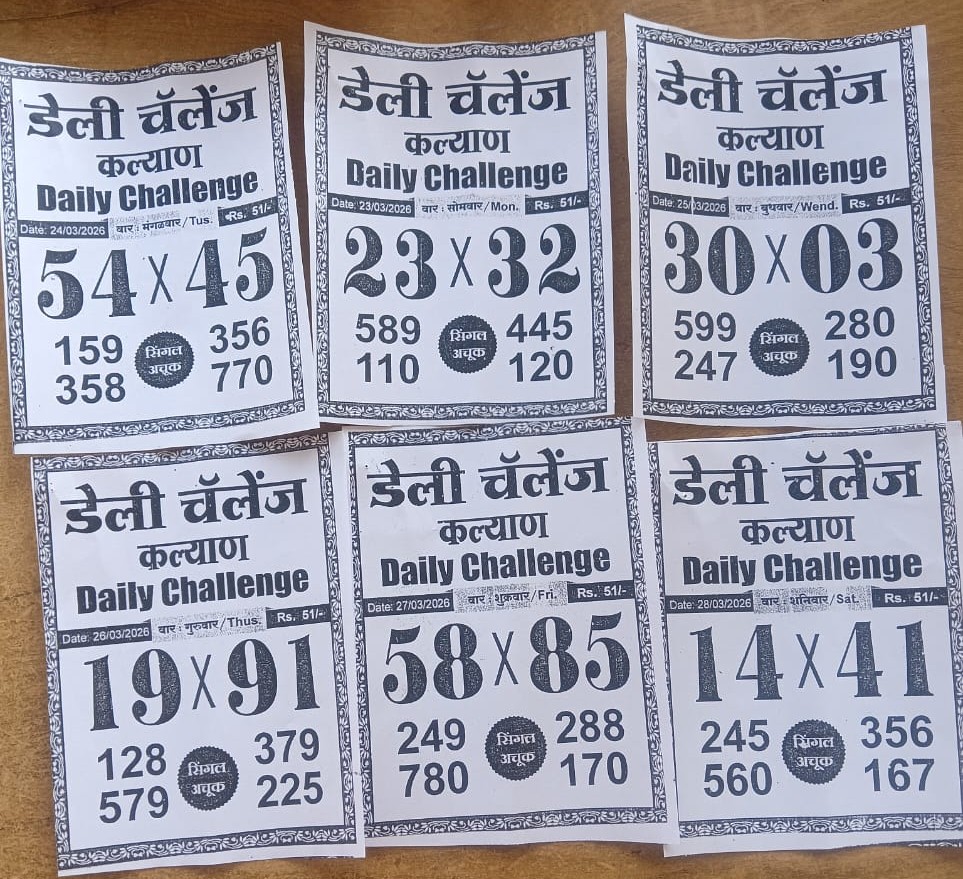 डेली चॅलेंज
कल्याण
Daily Challenge
Date: 24/03/2026 वार : मंगळवार/Tus. Rs. 51/-
54 X 45
159 सिंगल 356
358 अचूक 770
डेली चॅलेंज
कल्याण
Daily Challenge
Date: 23/03/2026 वार : सोमवार/Mon. Rs. 51/-
23 X 32
589 सिंगल 445
110 अचूक 120
डेली चॅलेंज
कल्याण
Daily Challenge
Date: 25/03/2026 वार : बुधवार/Wend. Rs. 51/-
30 X 03
599 सिंगल 280
247 अचूक 190
डेली चॅलेंज
कल्याण
Daily Challenge
Date: 26/03/2026 वार : गुरुवार/Thus. Rs. 51/-
19 X 91
128 सिंगल 379
579 अचूक 225
डेली चॅलेंज
कल्याण
Daily Challenge
Date: 27/03/2026 वार : शुक्रवार/Fri. Rs. 51/-
58 X 85
249 सिंगल 288
780 अचूक 170
डेली चॅलेंज
कल्याण
Daily Challenge
Date: 28/03/2026 वार : शनिवार/Sat. Rs. 51/-
14 X 41
245 सिंगल 356
560 अचूक 167